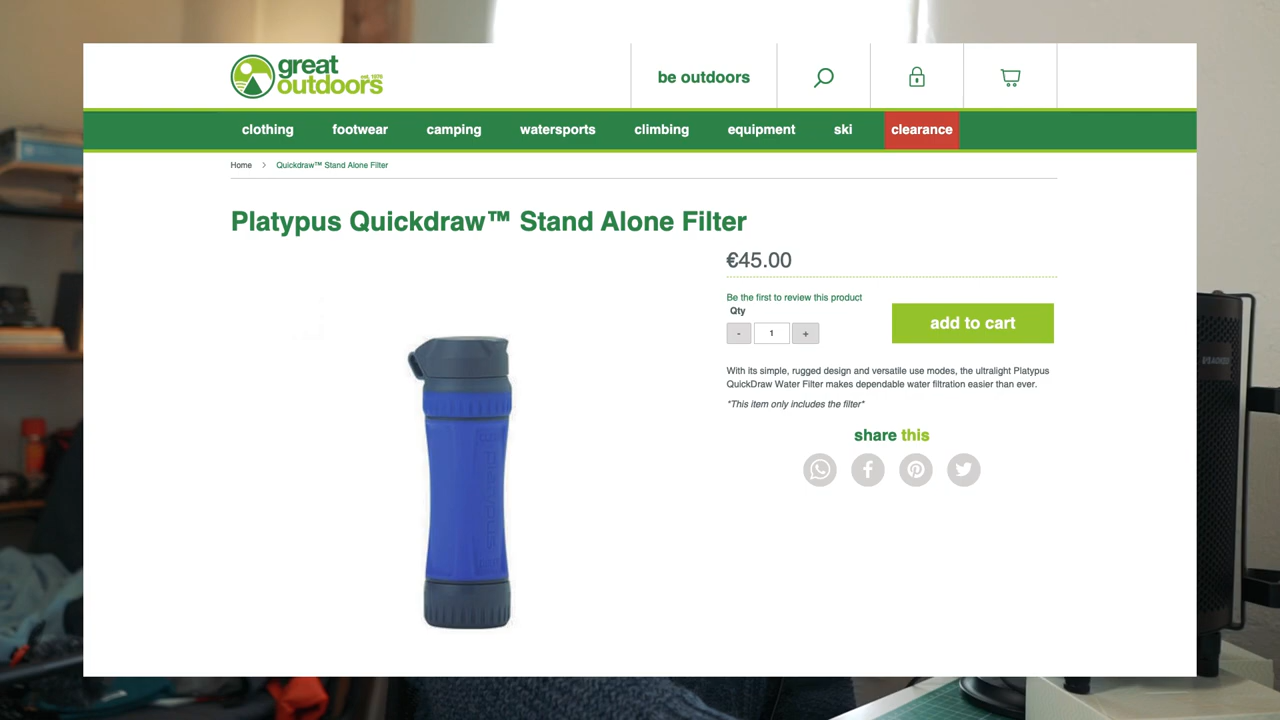 great
outdoors
est. 1976
be outdoors
clothing footwear camping watersports climbing equipment ski clearance
Home > Quickdraw™ Stand Alone Filter
Platypus Quickdraw™ Stand Alone Filter
€45.00
Be the first to review this product
Qty
- 1 +
add to cart
With its simple, rugged design and versatile use modes, the ultralight Platypus
QuickDraw Water Filter makes dependable water filtration easier than ever.
*This item only includes the filter*
share this
PLATYPUS